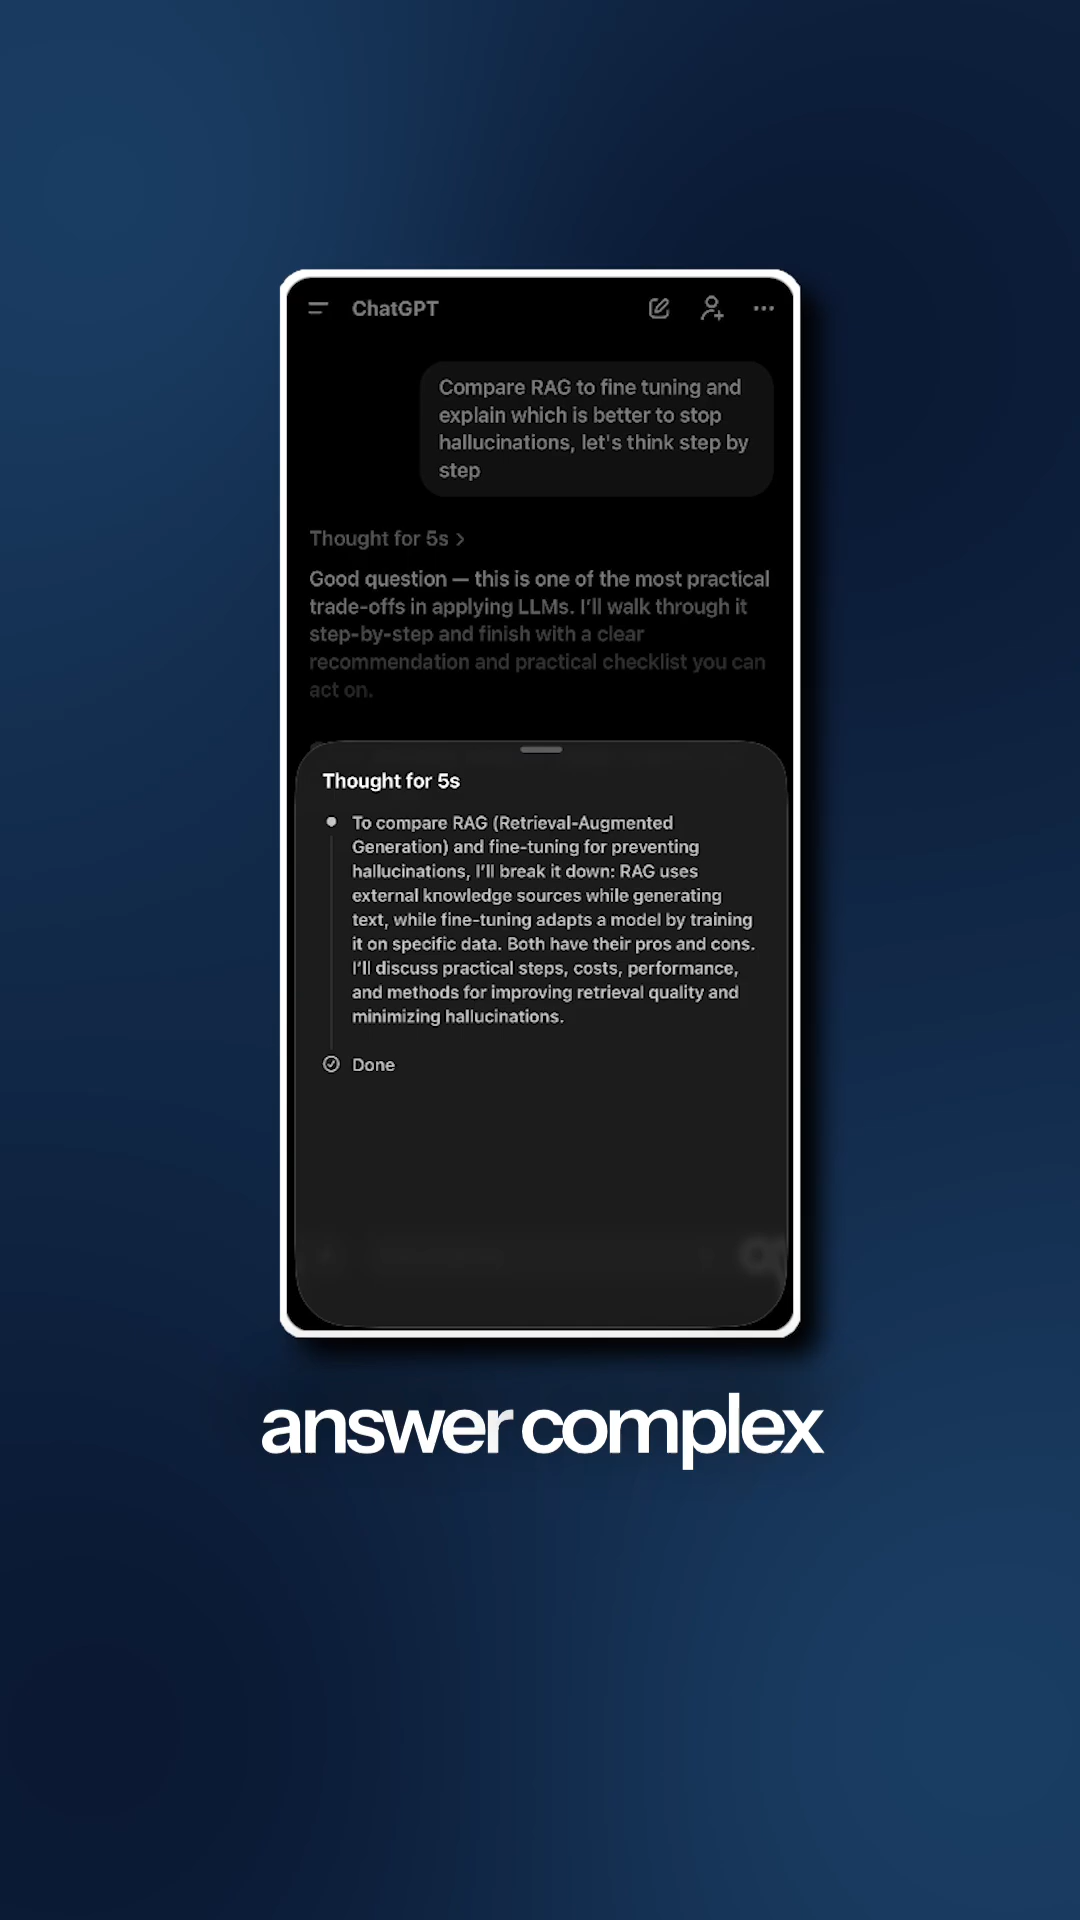 ChatGPT
Compare RAG to fine tuning and
explain which is better to stop
hallucinations, let's think step by
step
Thought for 5s
Good question — this is one of the most practical
trade-offs in applying LLMs. I'll walk through it
step-by-step and finish with a clear
recommendation and practical checklist you can
act on.
Thought for 5s
To compare RAG (Retrieval-Augmented
Generation) and fine-tuning for preventing
hallucinations, I'll break it down: RAG uses
external knowledge sources while generating
text, while fine-tuning adapts a model by training
it on specific data. Both have their pros and cons.
I'll discuss practical steps, costs, performance,
and methods for improving retrieval quality and
minimizing hallucinations.
Done
answer complex